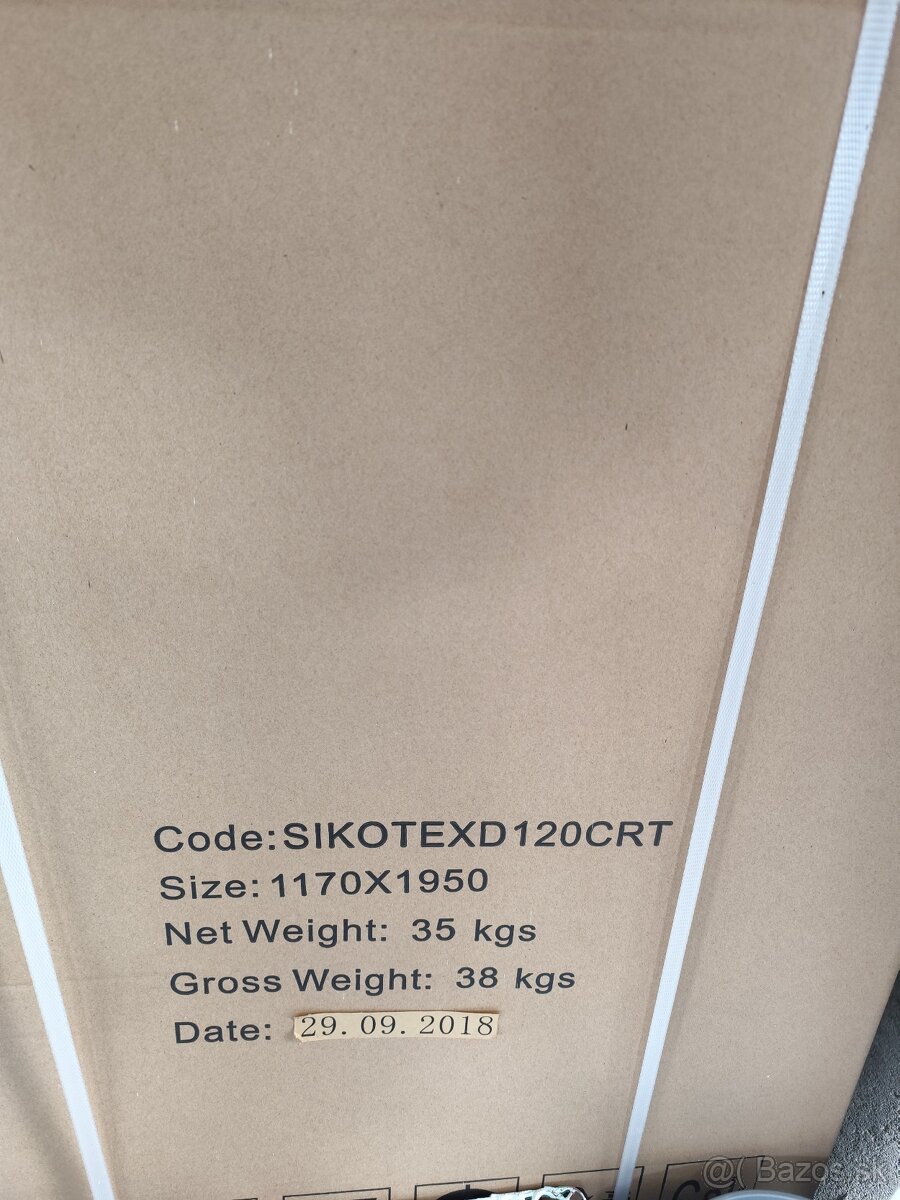 Code:SIKOTEXD120CRT
Size:1170X1950
Net Weight: 35 kgs
Gross Weight: 38 kgs
Date: 29.09.2018
@( Bazos.sk